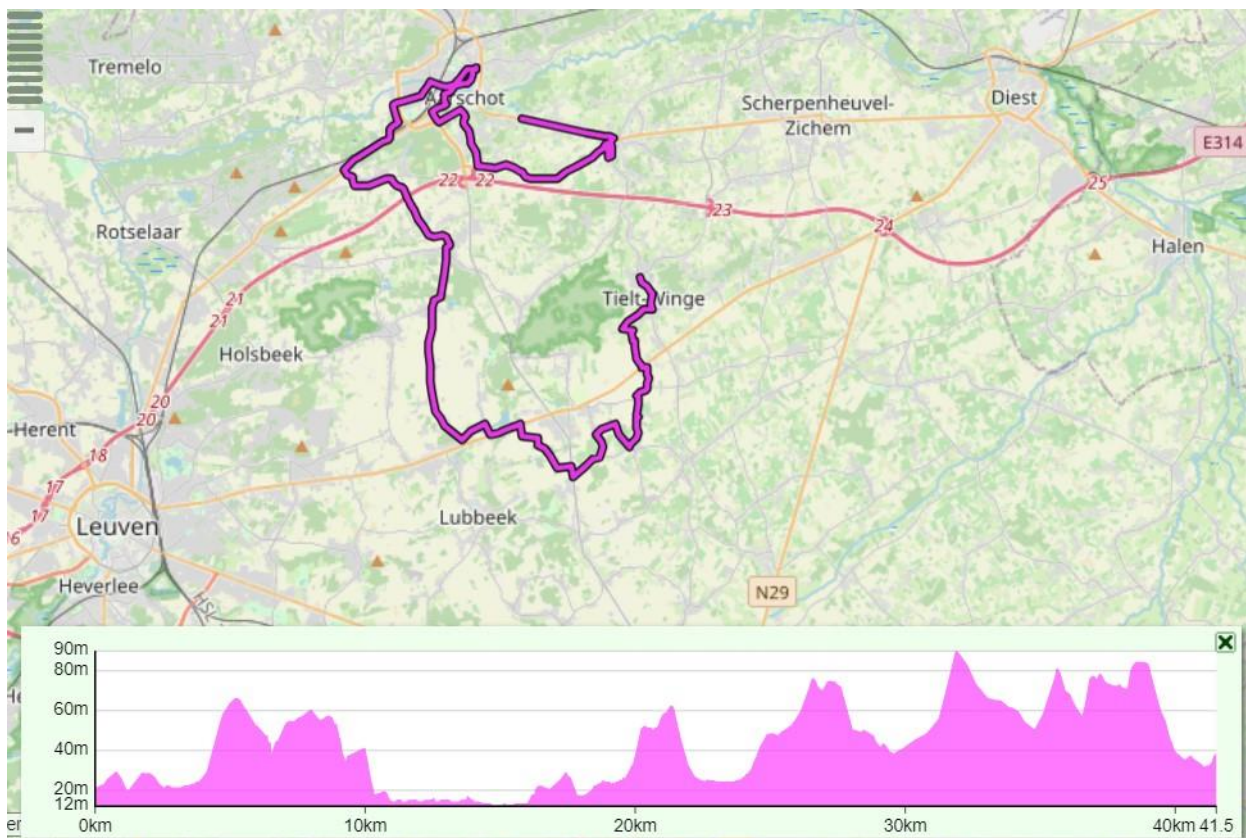 Tremelo
Aarschot
Scherpenheuvel-
Zichem
Diest
E314
22
22
25
23
24
Rotselaar
Halen
21
21
Tielt-Winge
Holsbeek
20
20
Herent
18
17
17
16
Leuven
Lubbeek
Heverlee
HSL
N29
90m
80m
60m
40m
20m
12m
0km
10km
20km
30km
40km
41.5